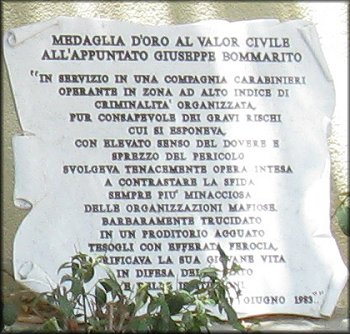 MEDAGLIA D'ORO AL VALOR CIVILE
ALL'APPUNTATO GIUSEPPE BOMMARITO
"IN SERVIZIO IN UNA COMPAGNIA CARABINIERI
OPERANTE IN ZONA AD ALTO INDICE DI
CRIMINALITA' ORGANIZZATA,
PUR CONSAPEVOLE DEI GRAVI RISCHI
CUI SI ESPONEVA,
CON ELEVATO SENSO DEL DOVERE E
SPREZZO DEL PERICOLO
SVOLGEVA TENACEMENTE OPERA INTESA
A CONTRASTARE LA SFIDA
SEMPRE PIU' MINACCIOSA
DELLE ORGANIZZAZIONI MAFIOSE.
BARBARAMENTE TRUCIDATO
IN UN PRODITORIO AGGUATO
TESOGLI CON EFFERATA FEROCIA,
SUA GIOVANE VITA
IN DIFESA
GIUGNO 1983